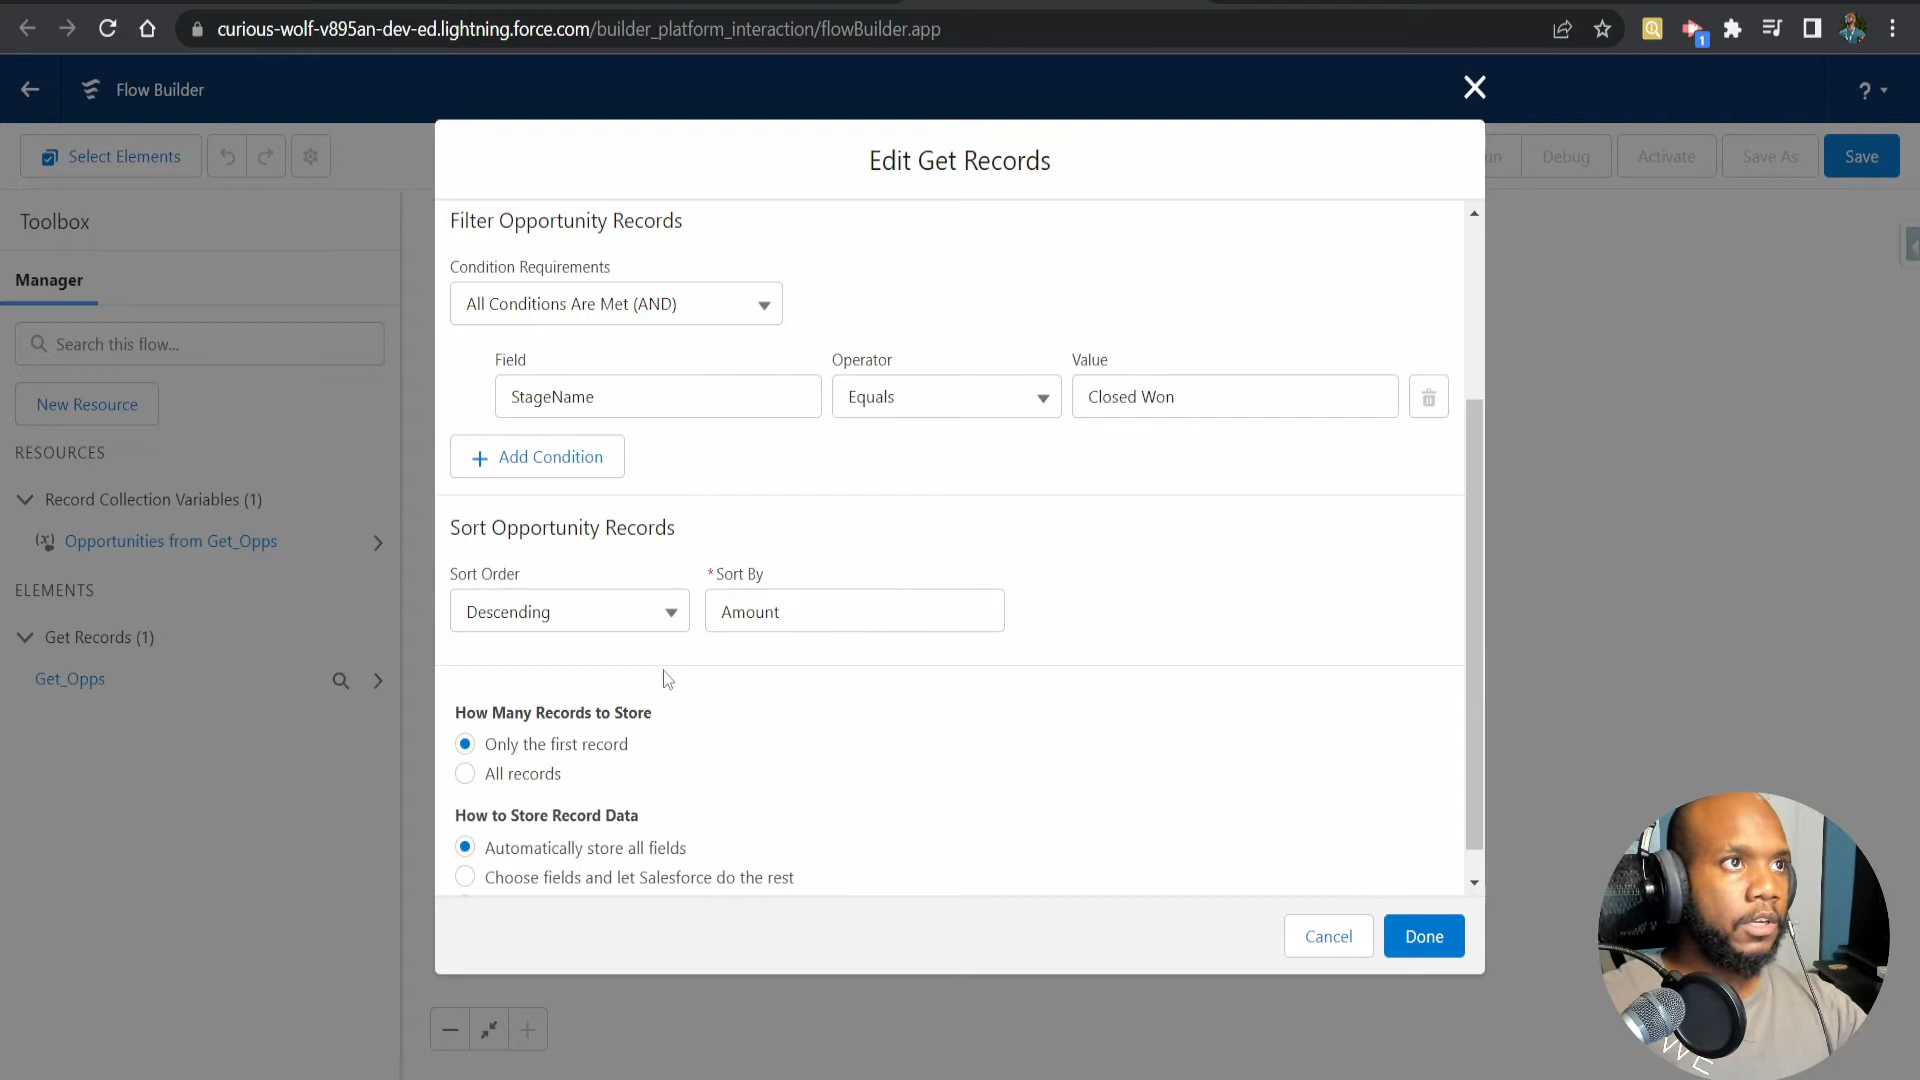 curious-wolf-v895an-dev-ed.lightning.force.com/builder_platform_interaction/flowBuilder.app
1
Flow Builder
?
Select Elements
Debug
Activate
Save As
Save
Toolbox
Manager
Search this flow...
New Resource
RESOURCES
Record Collection Variables (1)
Opportunities from Get_Opps
ELEMENTS
Get Records (1)
Get_Opps
Edit Get Records
Filter Opportunity Records
Condition Requirements
All Conditions Are Met (AND)
Field Operator Value
StageName Equals Closed Won
+ Add Condition
Sort Opportunity Records
Sort Order *Sort By
Descending Amount
How Many Records to Store
Only the first record
All records
How to Store Record Data
Automatically store all fields
Choose fields and let Salesforce do the rest
Cancel Done